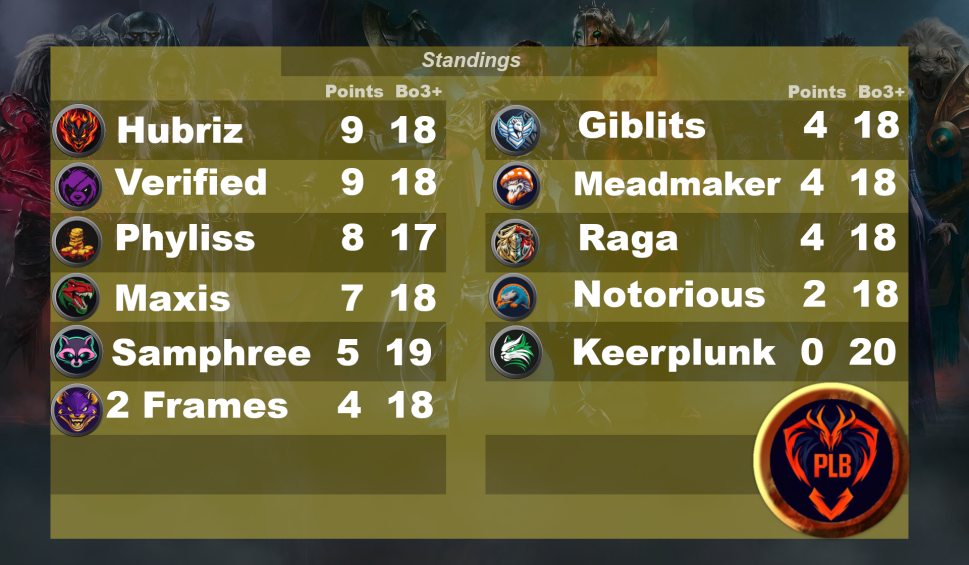 Standings
Points Bo3+
Hubriz 9 18
Verified 9 18
Phyliss 8 17
Maxis 7 18
Samphree 5 19
2 Frames 4 18
Points Bo3+
Giblits 4 18
Meadmaker 4 18
Raga 4 18
Notorious 2 18
Keerplunk 0 20
PLB